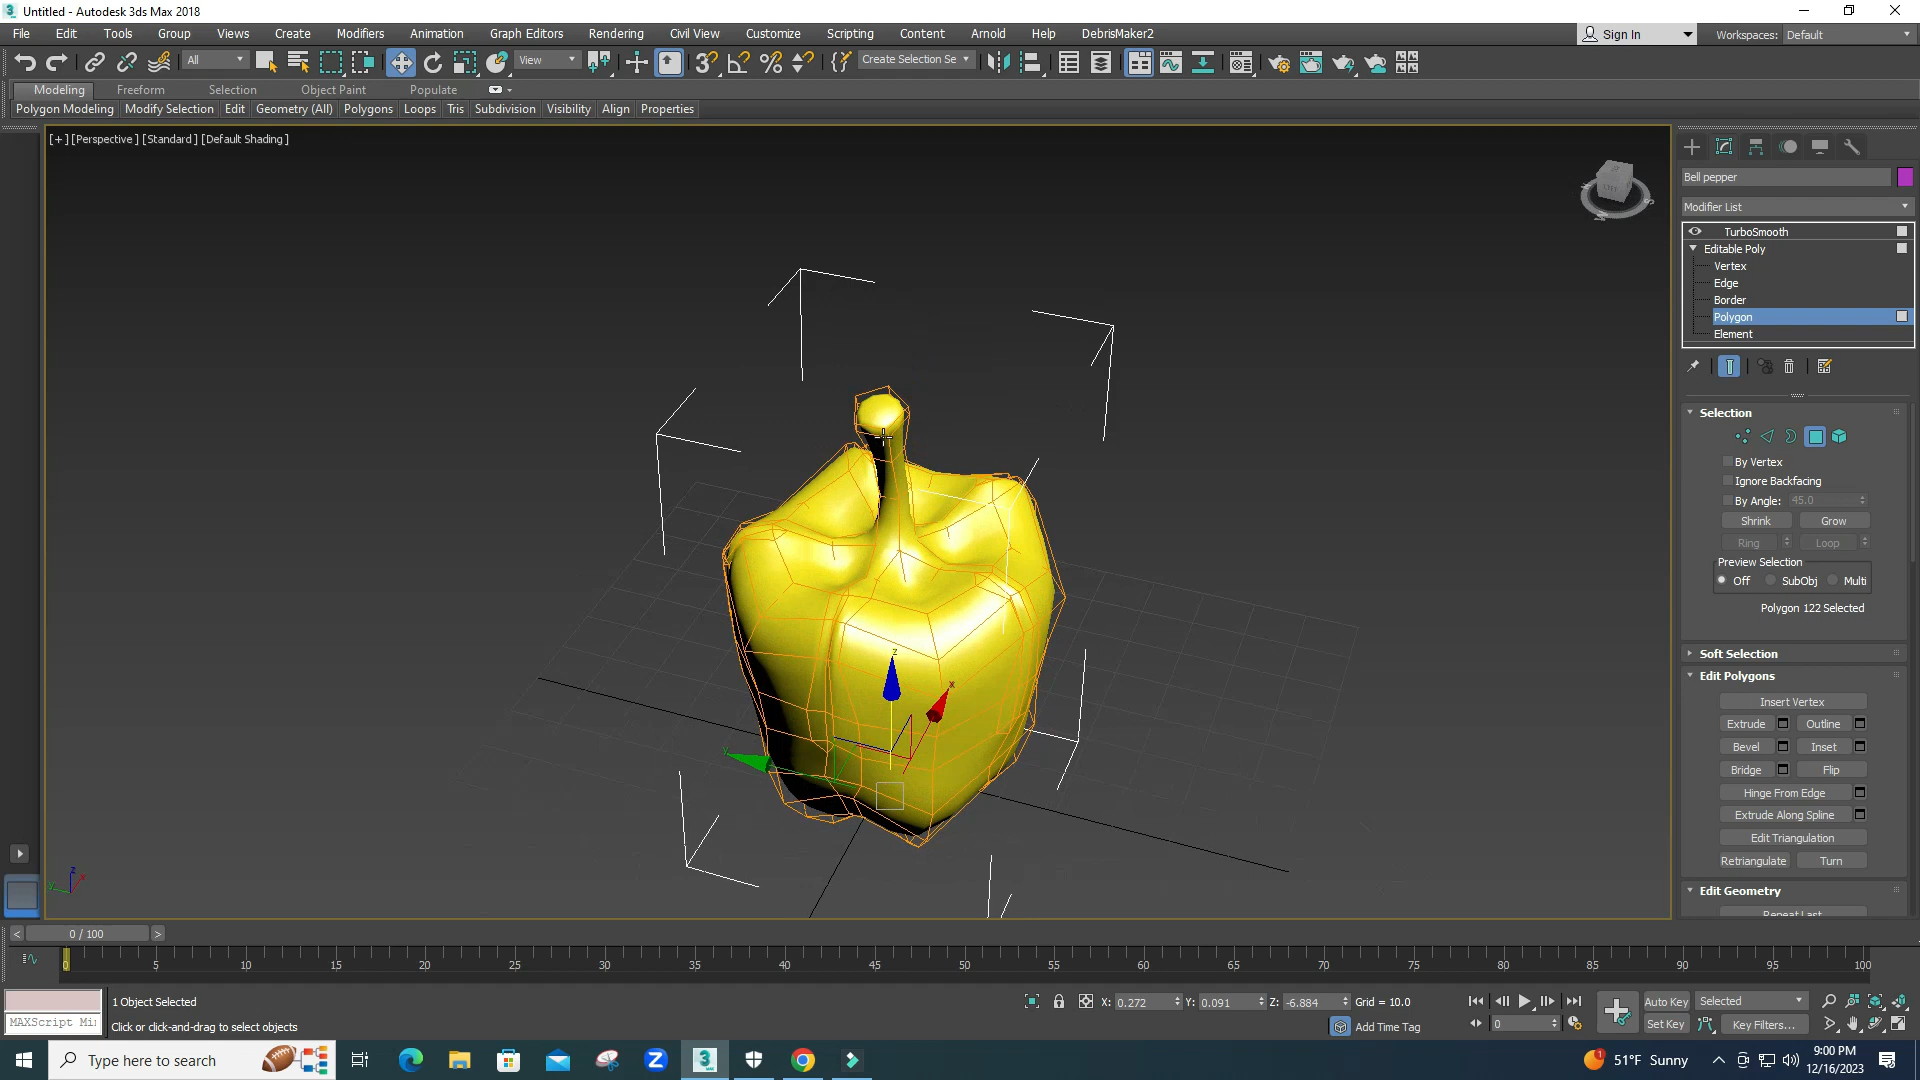 Untitled - Autodesk 3ds Max 2018
File Edit Tools Group Views Create Modifiers Animation Graph Editors Rendering Civil View Customize Scripting Content Arnold Help DebrisMaker2 Sign In Workspaces: Default
All View Create Selection Se
Modeling Freeform Selection Object Paint Populate
Polygon Modeling Modify Selection Edit Geometry (All) Polygons Loops Tris Subdivision Visibility Align Properties
[+] [Perspective] [Standard] [Default Shading]
Bell pepper
Modifier List
TurboSmooth
Editable Poly
Vertex
Edge
Border
Polygon
Element
Selection
By Vertex
Ignore Backfacing
By Angle: 45.0
Shrink Grow
Ring Loop
Preview Selection
Off SubObj Multi
Polygon 122 Selected
Soft Selection
Edit Polygons
Insert Vertex
Extrude Outline
Bevel Inset
Bridge Flip
Hinge From Edge
Extrude Along Spline
Edit Triangulation
Retriangulate Turn
Edit Geometry
Repeat Last
z
x
y
z
x
y
< 0 / 100 >
0 5 10 15 20 25 30 35 40 45 50 55 60 65 70 75 80 85 90 95 100
1 Object Selected X: 0.272 Y: 0.091 Z: -6.884 Grid = 10.0 Auto Key Selected
MAXScript Mi Click or click-and-drag to select objects Add Time Tag 0 Set Key Key Filters...
Type here to search 1 51°F Sunny 9:00 PM
12/16/2023